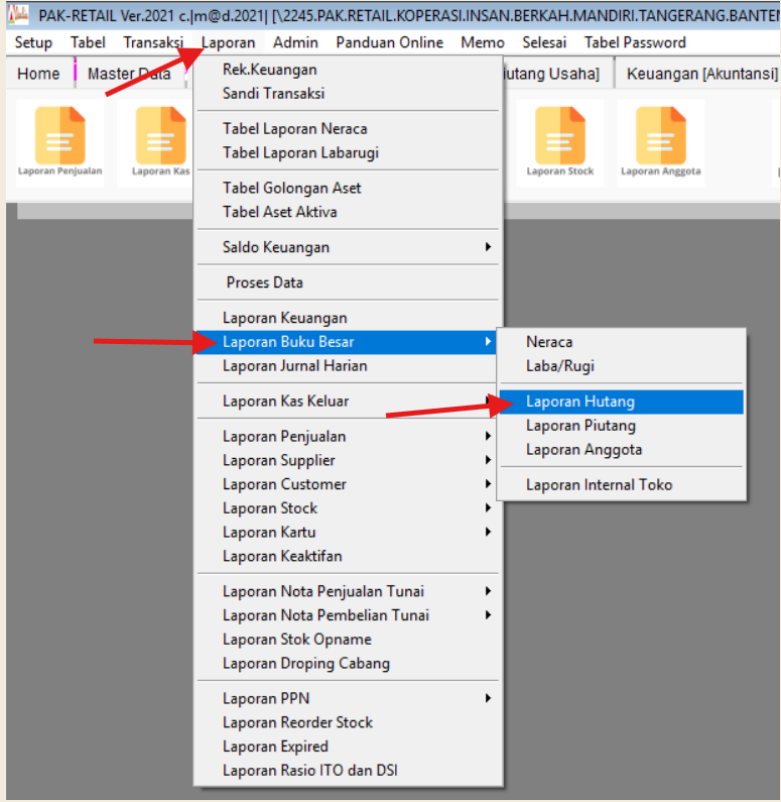 PAK-RETAIL Ver.2021 c.|m@d.2021| [\2245.PAK.RETAIL.KOPERASI.INSAN.BERKAH.MANDIRI.TANGERANG.BANTE
Setup Tabel Transaksi Laporan Admin Panduan Online Memo Selesai Tabel Password
Home Master Data iutang Usaha] Keuangan [Akuntansi]
Laporan Penjualan Laporan Kas Laporan Stock Laporan Anggota
Rek.Keuangan
Sandi Transaksi
Tabel Laporan Neraca
Tabel Laporan Labarugi
Tabel Golongan Aset
Tabel Aset Aktiva
Saldo Keuangan
Proses Data
Laporan Keuangan
Laporan Buku Besar
Laporan Jurnal Harian
Laporan Kas Keluar
Laporan Penjualan
Laporan Supplier
Laporan Customer
Laporan Stock
Laporan Kartu
Laporan Keaktifan
Laporan Nota Penjualan Tunai
Laporan Nota Pembelian Tunai
Laporan Stok Opname
Laporan Droping Cabang
Laporan PPN
Laporan Reorder Stock
Laporan Expired
Laporan Rasio ITO dan DSI
Neraca
Laba/Rugi
Laporan Hutang
Laporan Piutang
Laporan Anggota
Laporan Internal Toko